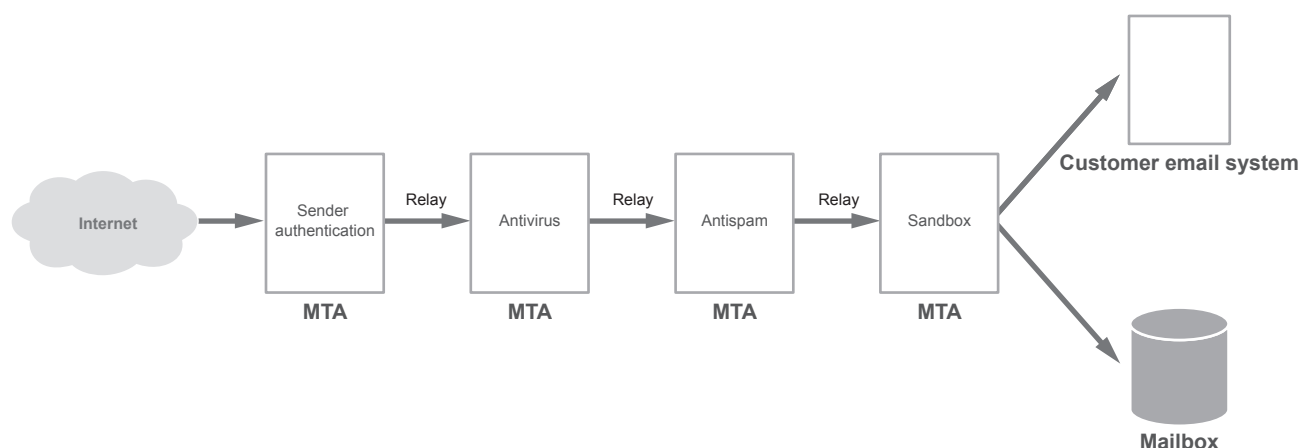 Internet
Sender
authentication
MTA
Relay
Antivirus
MTA
Relay
Antispam
MTA
Relay
Sandbox
MTA
Customer email system
Mailbox